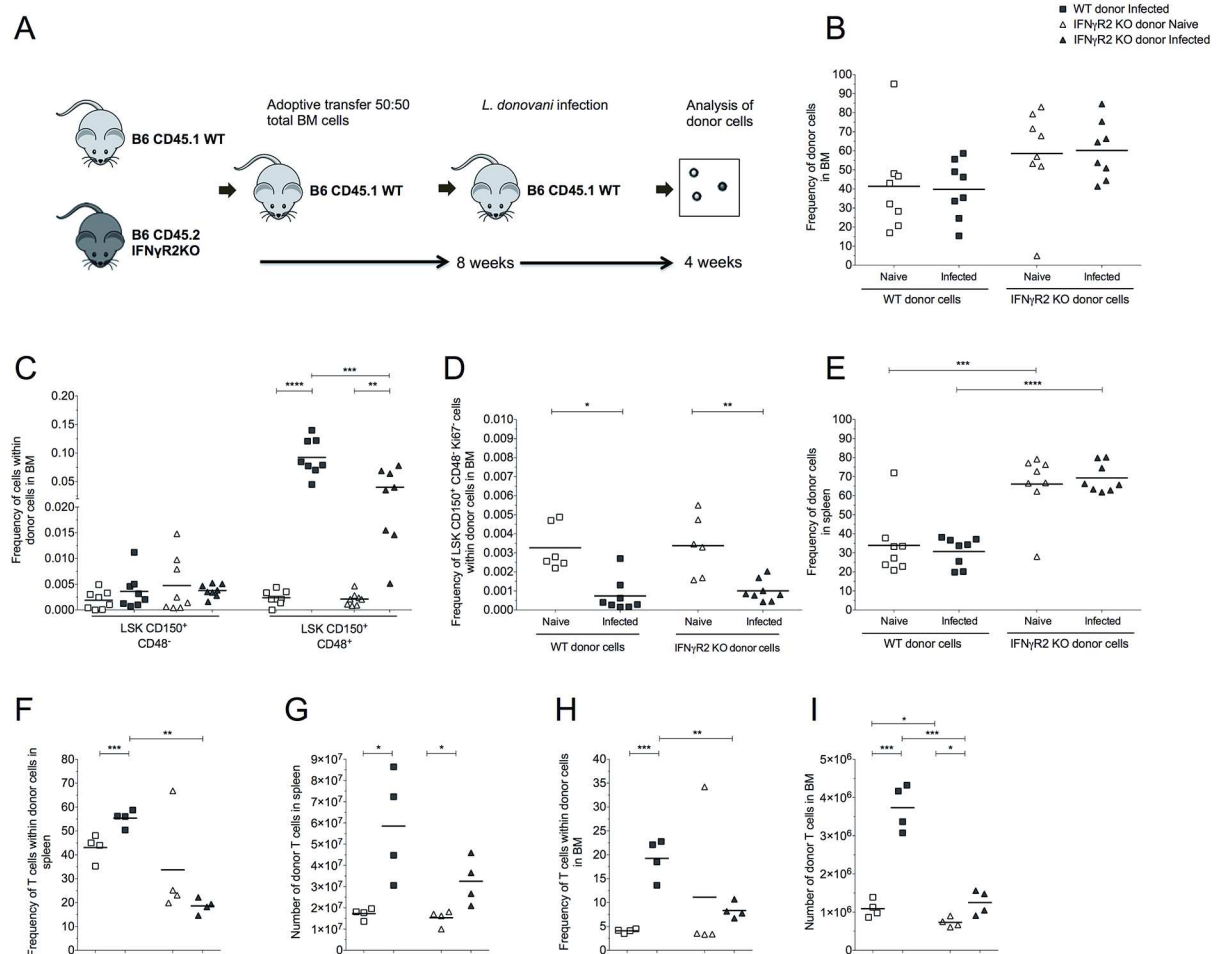 WT donor Infected
IFNγR2 KO donor Naive
IFNγR2 KO donor Infected
A
B6 CD45.1 WT
B6 CD45.2
IFNγR2KO
Adoptive transfer 50:50
total BM cells
B6 CD45.1 WT
L. donovani infection
B6 CD45.1 WT
Analysis of
donor cells
8 weeks
4 weeks
B
Frequency of donor cells
in BM
100
90
80
70
60
50
40
30
20
10
0
Naive
Infected
Naive
Infected
WT donor cells
IFNγR2 KO donor cells
C
Frequency of cells within
donor cells in BM
0.20
0.15
0.10
0.05
0.020
0.015
0.010
0.005
0.000
****
***
**
LSK CD150⁺
CD48⁻
LSK CD150⁺
CD48⁺
D
Frequency of LSK CD150⁺ CD48⁻ Ki67⁻ cells
within donor cells in BM
0.010
0.009
0.008
0.007
0.006
0.005
0.004
0.003
0.002
0.001
0.000
*
**
Naive
Infected
Naive
Infected
WT donor cells
IFNγR2 KO donor cells
E
Frequency of donor cells
in spleen
100
90
80
70
60
50
40
30
20
10
0
***
****
Naive
Infected
Naive
Infected
WT donor cells
IFNγR2 KO donor cells
F
Frequency of T cells within donor cells in
spleen
80
70
60
50
40
30
20
10
0
***
**
G
Number of donor T cells in spleen
9×10⁷
8×10⁷
7×10⁷
6×10⁷
5×10⁷
4×10⁷
3×10⁷
2×10⁷
1×10⁷
0
*
*
H
Frequency of T cells within donor cells
in BM
40
35
30
25
20
15
10
5
0
***
**
I
Number of donor T cells in BM
5×10⁶
4×10⁶
3×10⁶
2×10⁶
1×10⁶
0
*
***
***
*